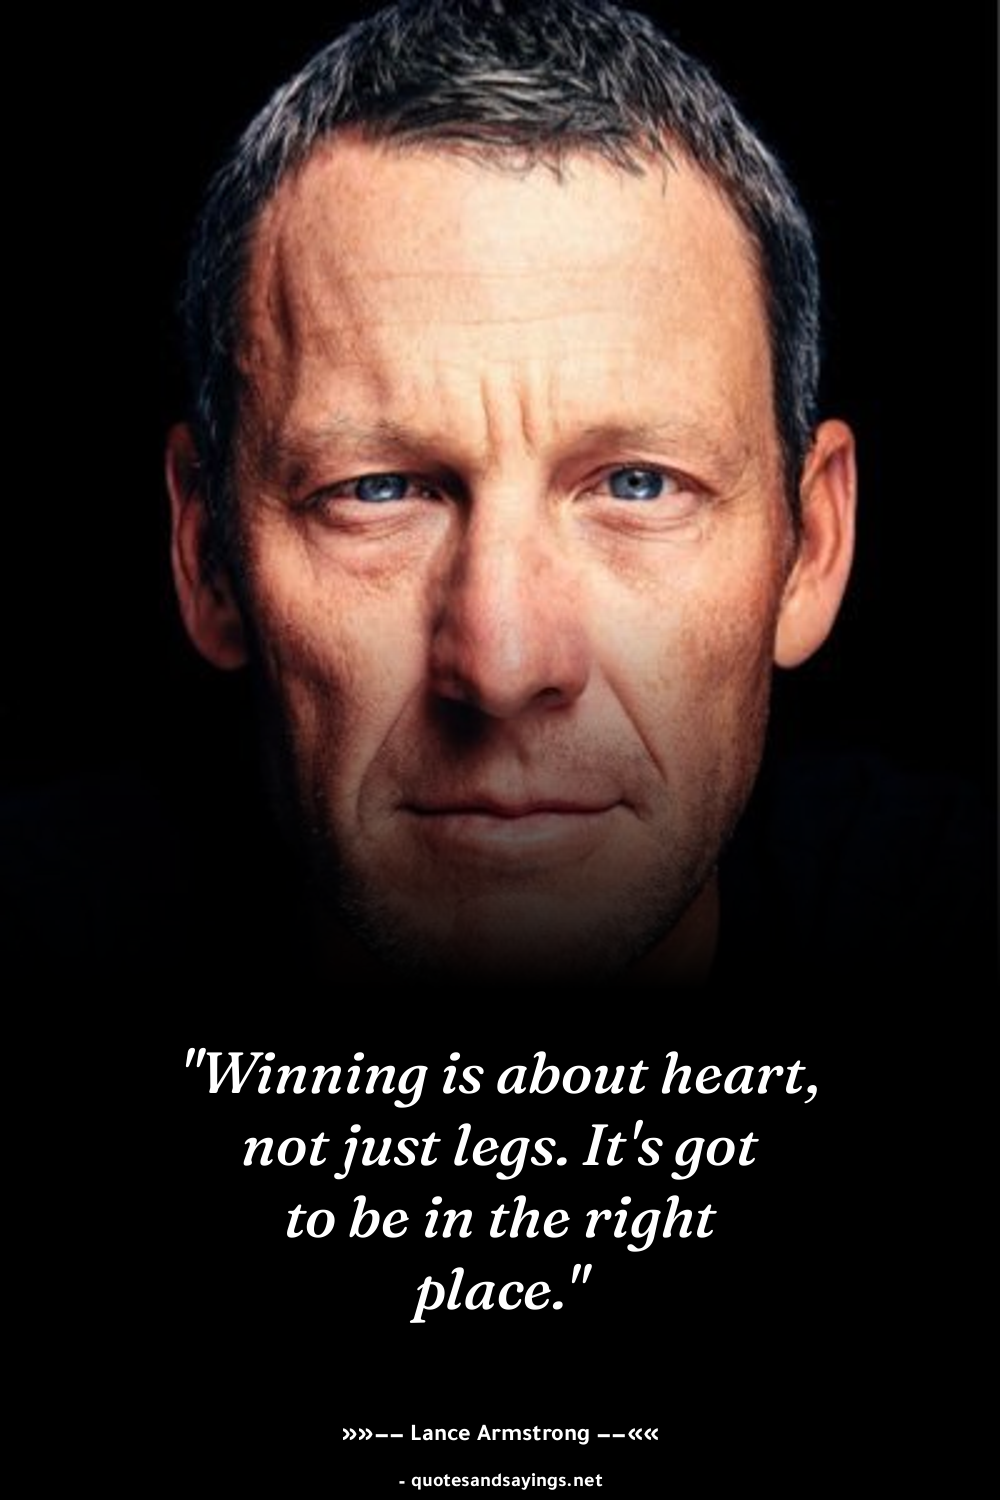 "Winning is about heart,
not just legs. It's got
to be in the right
place."
»»−− Lance Armstrong −−««
- quotesandsayings.net